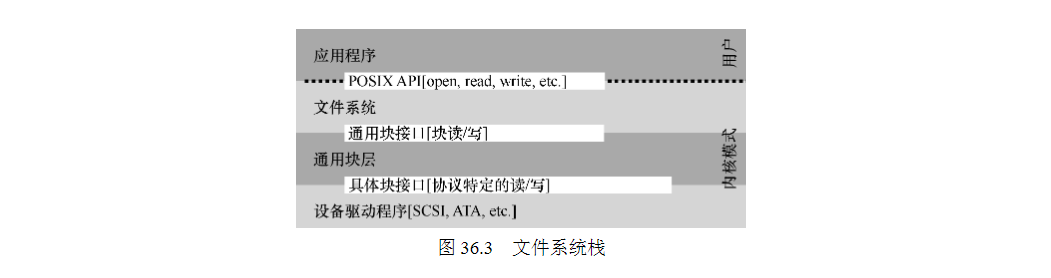 应用程序
用户
POSIX API[open, read, write, etc.]
文件系统
通用块接口[块读/写]
内核模式
通用块层
具体块接口[协议特定的读/写]
设备驱动程序[SCSI, ATA, etc.]
图 36.3 文件系统栈